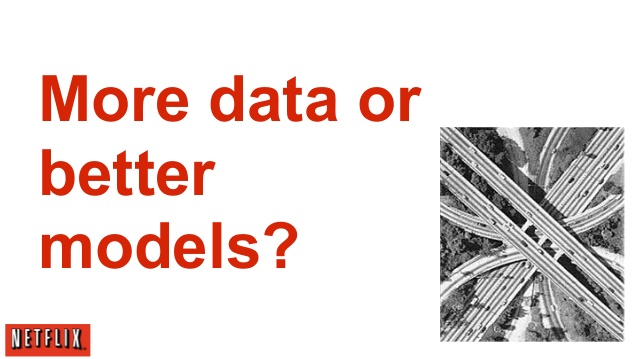 More data or
better
models?
NETFLIX